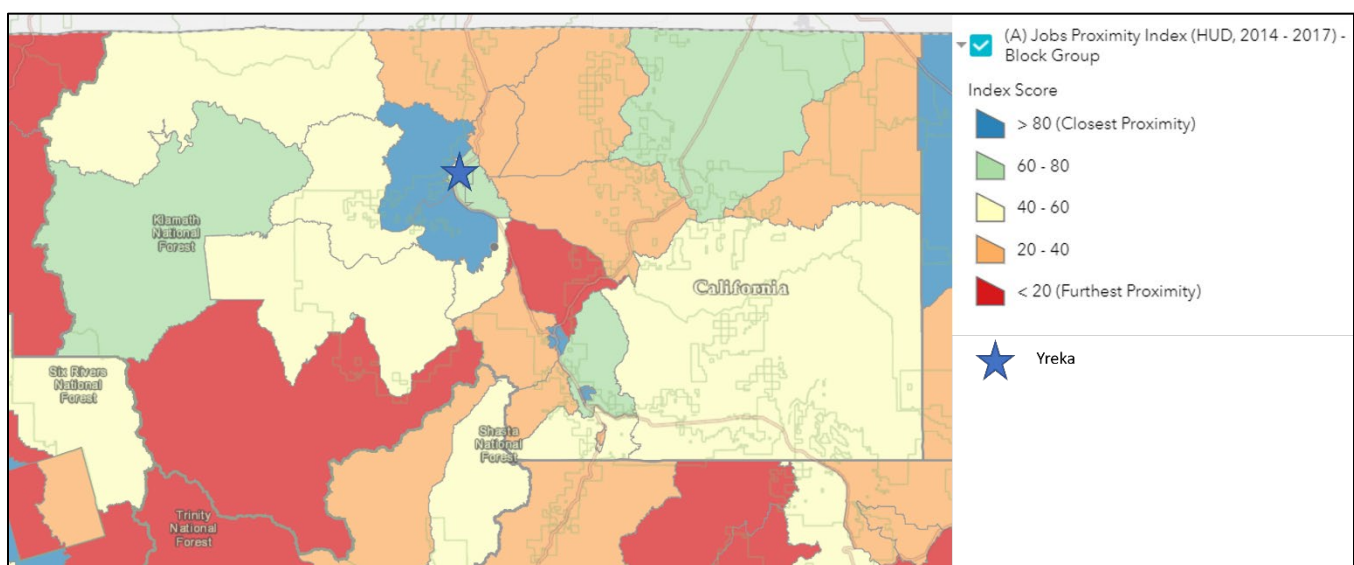 (A) Jobs Proximity Index (HUD, 2014 - 2017) -
Block Group
Index Score
> 80 (Closest Proximity)
60 - 80
40 - 60
20 - 40
< 20 (Furthest Proximity)
Yreka
Klamath
National
Forest
California
Six Rivers
National
Forest
Shasta
National
Forest
Trinity
National
Forest